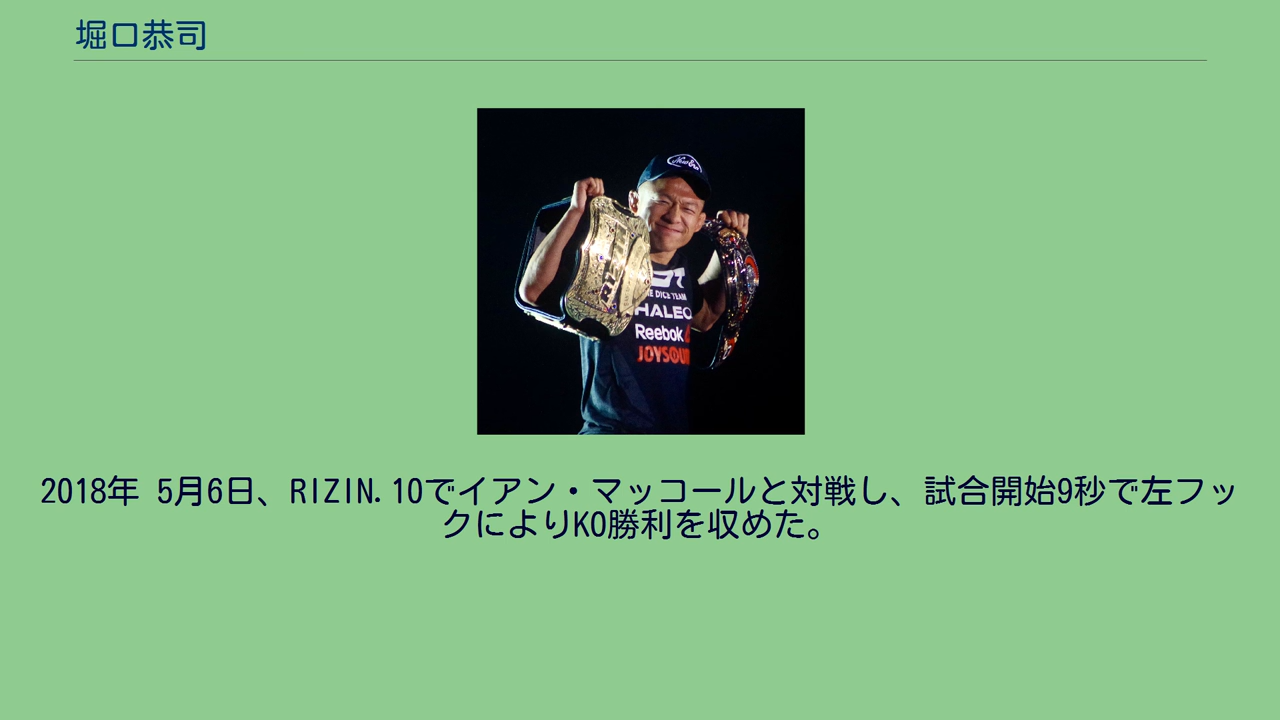 堀口恭司
RIZIN
HALEO
Reebok
JOYSOUN
2018年 5月6日、RIZIN.10でイアン・マッコールと対戦し、試合開始9秒で左フッ
クによりKO勝利を収めた。